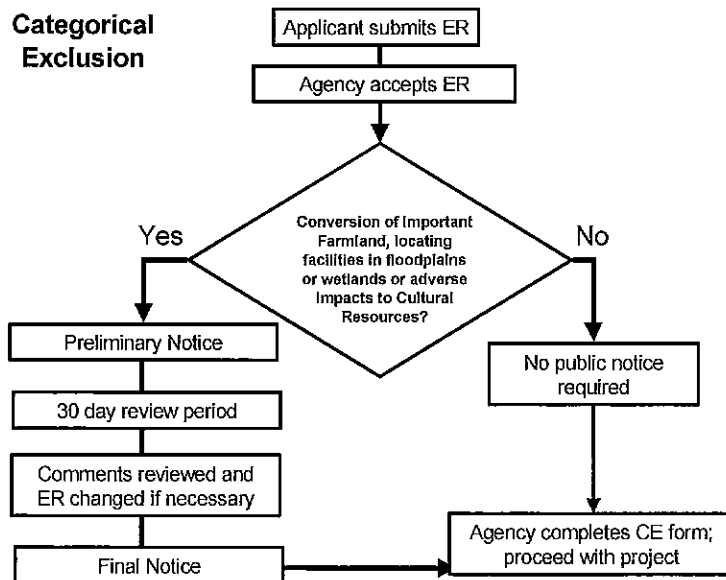 Categorical
Exclusion
Applicant submits ER
Agency accepts ER
Conversion of Important
Farmland, locating
facilities in floodplains
or wetlands or adverse
Impacts to Cultural
Resources?
Yes
No
Preliminary Notice
30 day review period
Comments reviewed and
ER changed if necessary
Final Notice
No public notice
required
Agency completes CE form;
proceed with project